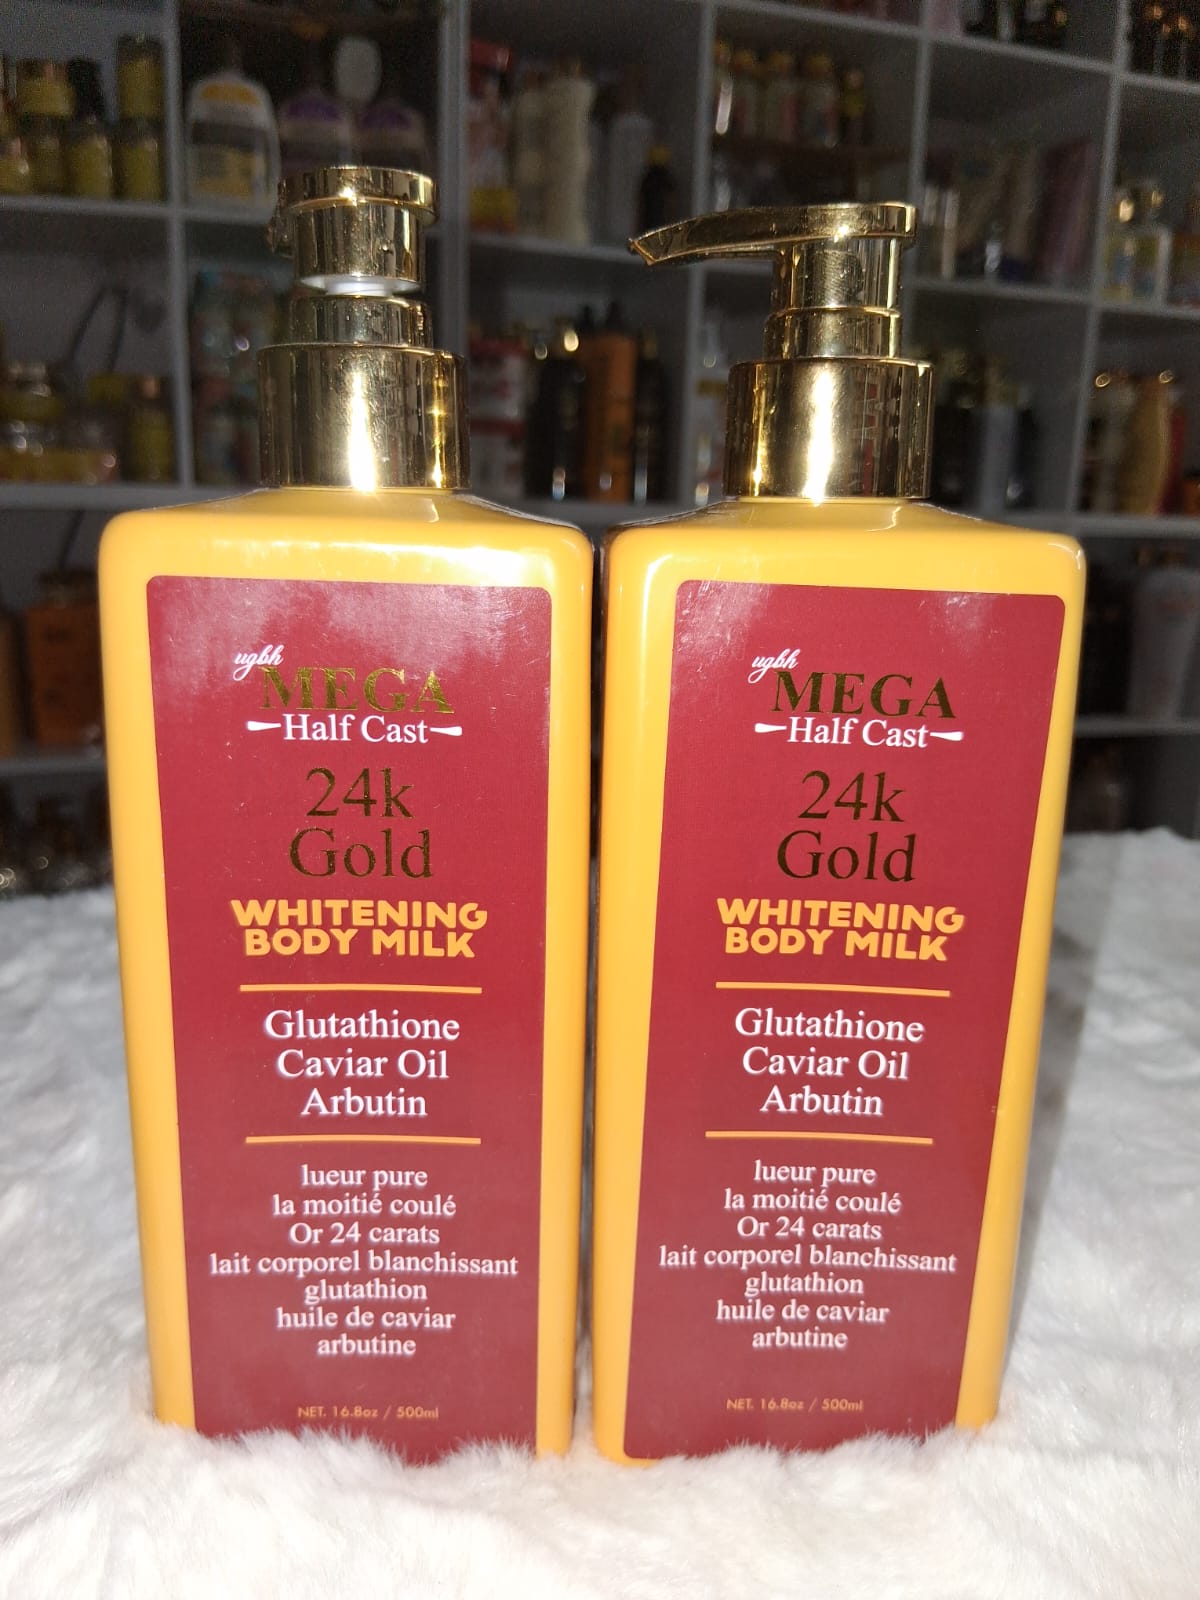 ugbh
MEGA
Half Cast
24k
Gold
WHITENING
BODY MILK
Glutathione
Caviar Oil
Arbutin
lueur pure
la moitié coulé
Or 24 carats
lait corporel blanchissant
glutathion
huile de caviar
arbutine
NET. 16.8oz / 500ml
ugbh
MEGA
Half Cast
24k
Gold
WHITENING
BODY MILK
Glutathione
Caviar Oil
Arbutin
lueur pure
la moitié coulé
Or 24 carats
lait corporel blanchissant
glutathion
huile de caviar
arbutine
NET. 16.8oz / 500ml